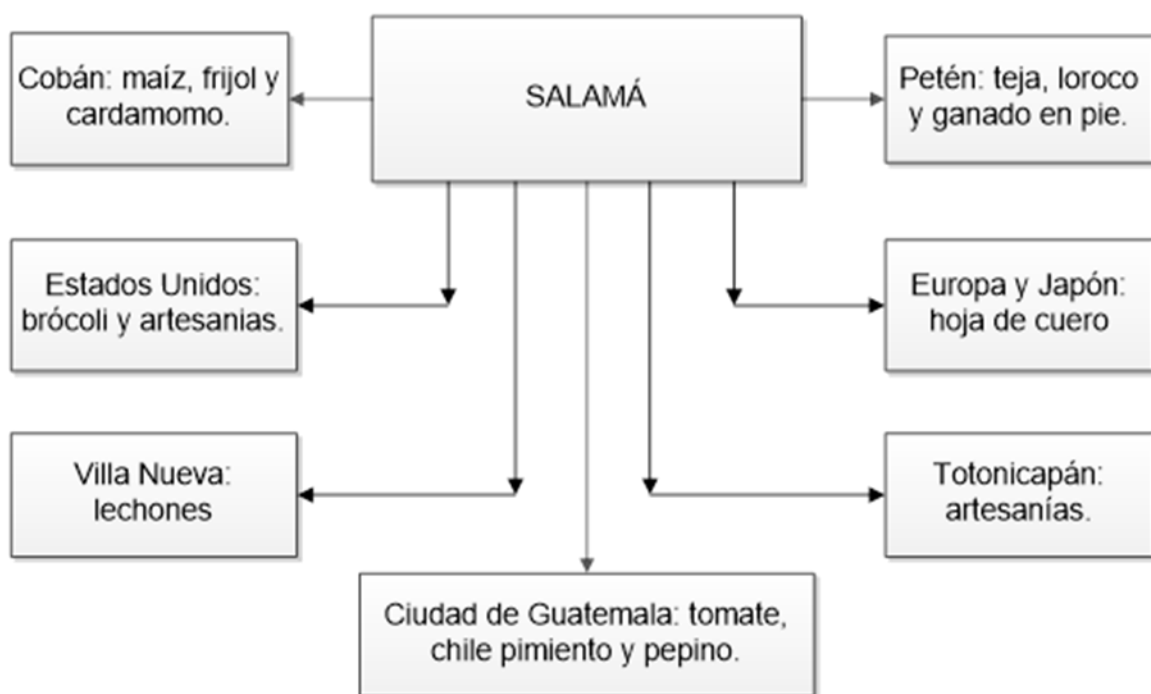 SALAMÁ
Cobán: maíz, frijol y
cardamomo.
Petén: teja, loroco
y ganado en pie.
Estados Unidos:
brócoli y artesanias.
Europa y Japón:
hoja de cuero
Villa Nueva:
lechones
Totonicapán:
artesanías.
Ciudad de Guatemala: tomate,
chile pimiento y pepino.